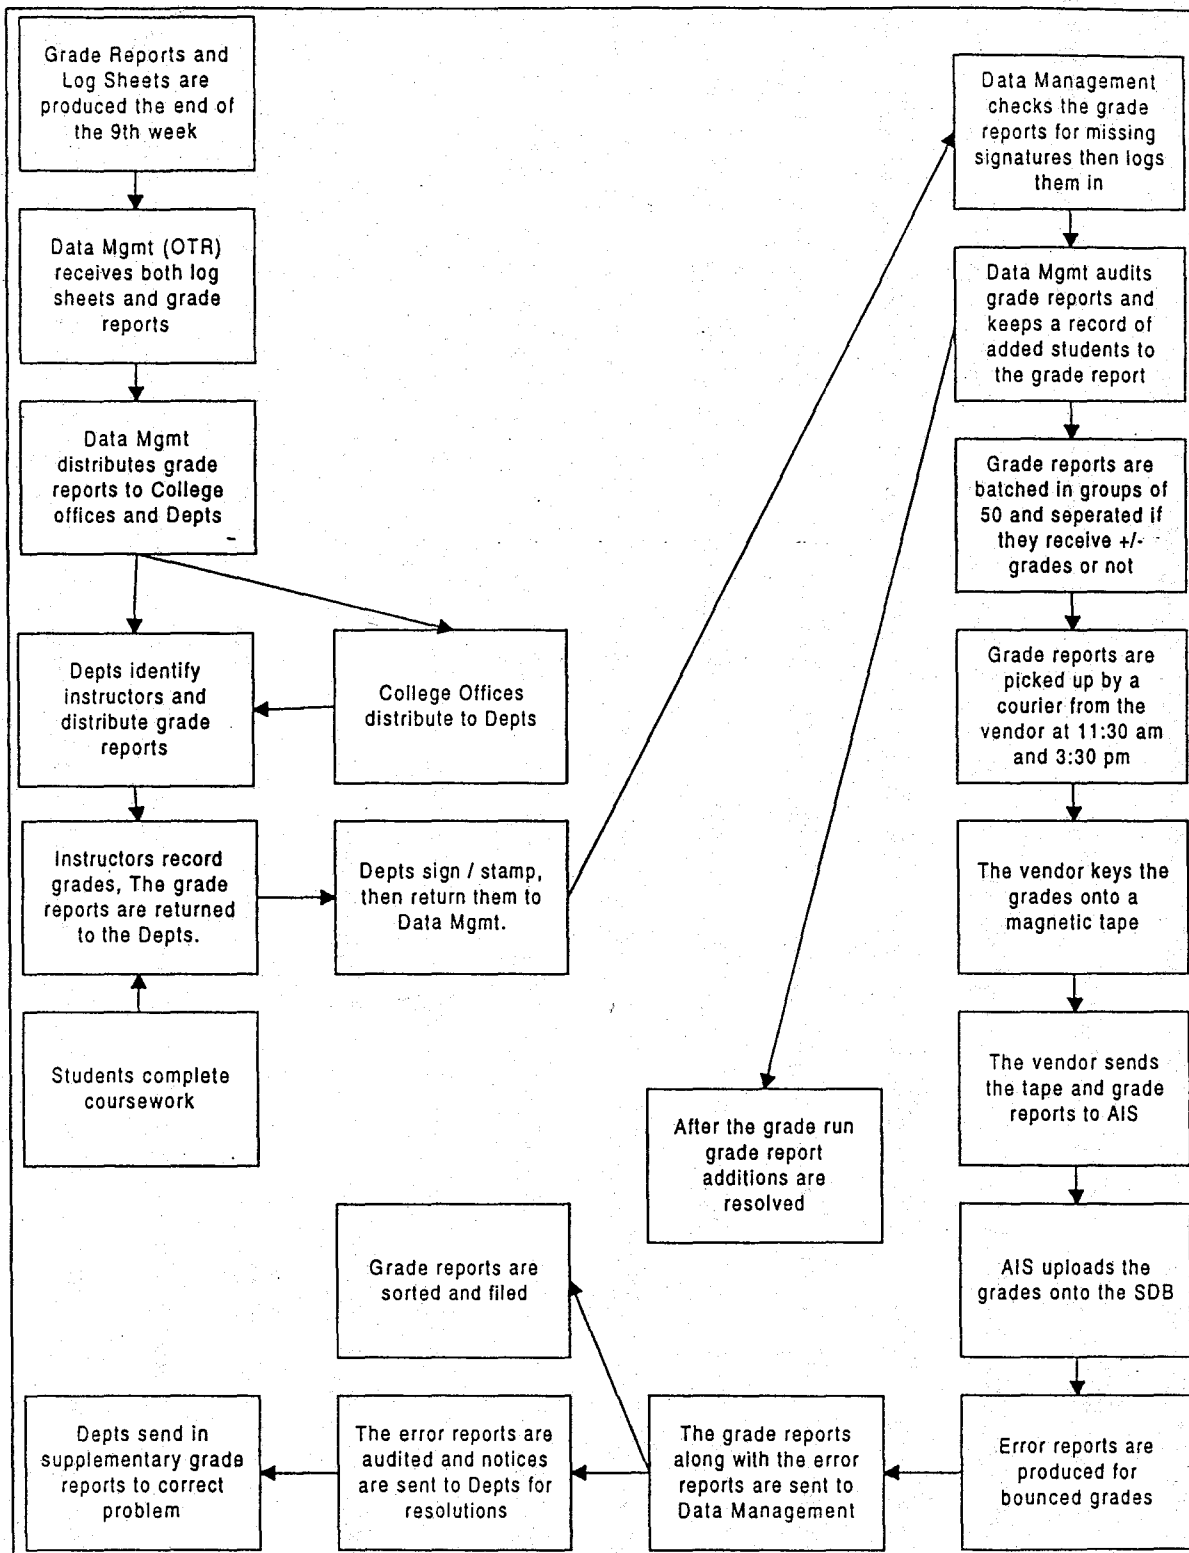 Grade Reports and
Log Sheets are
produced the end of
the 9th week
Data Mgmt (OTR)
receives both log
sheets and grade
reports
Data Mgmt
distributes grade
reports to College
offices and Depts
Depts identify
instructors and
distribute grade
reports
College Offices
distribute to Depts
Instructors record
grades, The grade
reports are returned
to the Depts.
Depts sign / stamp,
then return them to
Data Mgmt.
Students complete
coursework
Data Management
checks the grade
reports for missing
signatures then logs
them in
Data Mgmt audits
grade reports and
keeps a record of
added students to
the grade report
Grade reports are
batched in groups of
50 and seperated if
they receive +/-
grades or not
Grade reports are
picked up by a
courier from the
vendor at 11:30 am
and 3:30 pm
The vendor keys the
grades onto a
magnetic tape
The vendor sends
the tape and grade
reports to AIS
After the grade run
grade report
additions are
resolved
AIS uploads the
grades onto the SDB
Error reports are
produced for
bounced grades
The grade reports
along with the error
reports are sent to
Data Management
Grade reports are
sorted and filed
The error reports are
audited and notices
are sent to Depts for
resolutions
Depts send in
supplementary grade
reports to correct
problem